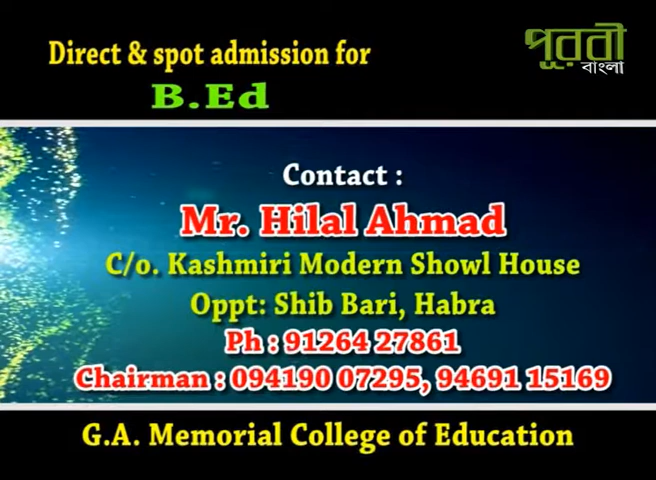 Direct & spot admission for
পূরবী
বাংলা
B.Ed
Contact :
Mr. Hilal Ahmad
C/o. Kashmiri Modern Showl House
Oppt: Shib Bari, Habra
Ph : 91264 27861
Chairman : 094190 07295, 94691 15169
G.A. Memorial College of Education